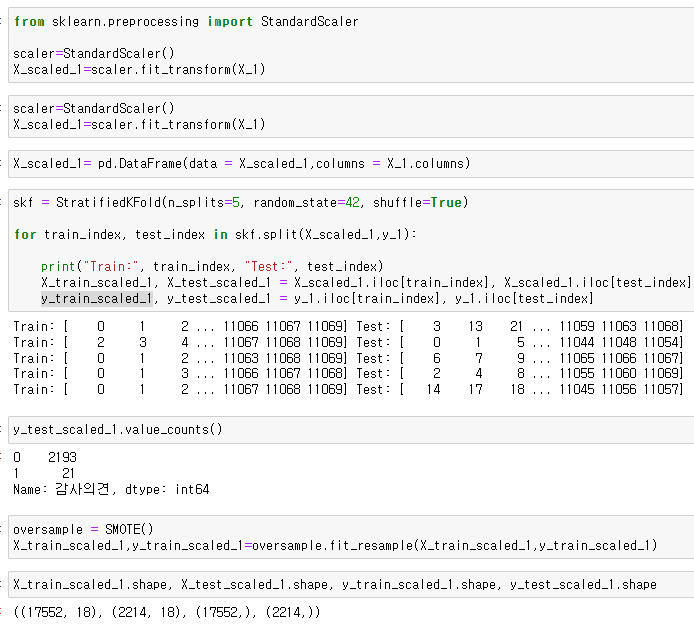 from sklearn.preprocessing import StandardScaler
scaler=StandardScaler()
X_scaled_1=scaler.fit_transform(X_1)
scaler=StandardScaler()
X_scaled_1=scaler.fit_transform(X_1)
X_scaled_1= pd.DataFrame(data = X_scaled_1,columns = X_1.columns)
skf = StratifiedKFold(n_splits=5, random_state=42, shuffle=True)
for train_index, test_index in skf.split(X_scaled_1,y_1):
    print("Train:", train_index, "Test:", test_index)
    X_train_scaled_1, X_test_scaled_1 = X_scaled_1.iloc[train_index], X_scaled_1.iloc[test_index]
    y_train_scaled_1, y_test_scaled_1 = y_1.iloc[train_index], y_1.iloc[test_index]
Train: [    0     1     2 ... 11066 11067 11069] Test: [    3    13    21 ... 11059 11063 11068]
Train: [    2     3     4 ... 11067 11068 11069] Test: [    0     1     5 ... 11044 11048 11054]
Train: [    0     1     2 ... 11063 11068 11069] Test: [    6     7     9 ... 11065 11066 11067]
Train: [    0     1     3 ... 11066 11067 11068] Test: [    2     4     8 ... 11055 11060 11069]
Train: [    0     1     2 ... 11067 11068 11069] Test: [   14    17    18 ... 11045 11056 11057]
y_test_scaled_1.value_counts()
0    2193
1      21
Name: 감사의견, dtype: int64
oversample = SMOTE()
X_train_scaled_1,y_train_scaled_1=oversample.fit_resample(X_train_scaled_1,y_train_scaled_1)
X_train_scaled_1.shape, X_test_scaled_1.shape, y_train_scaled_1.shape, y_test_scaled_1.shape
((17552, 18), (2214, 18), (17552,), (2214,))